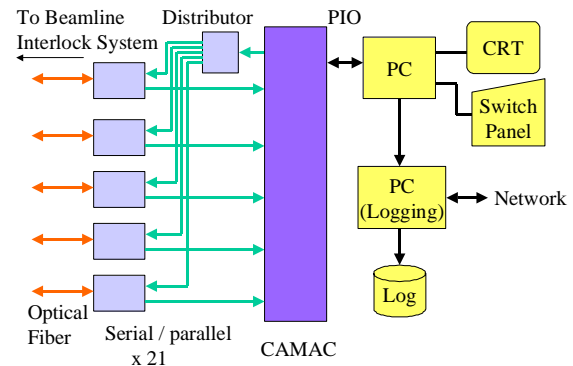 To Beamline
Interlock System
Distributor
PIO
PC
CRT
Switch
Panel
PC
(Logging)
Network
Log
Optical
Fiber
Serial / parallel
x 21
CAMAC